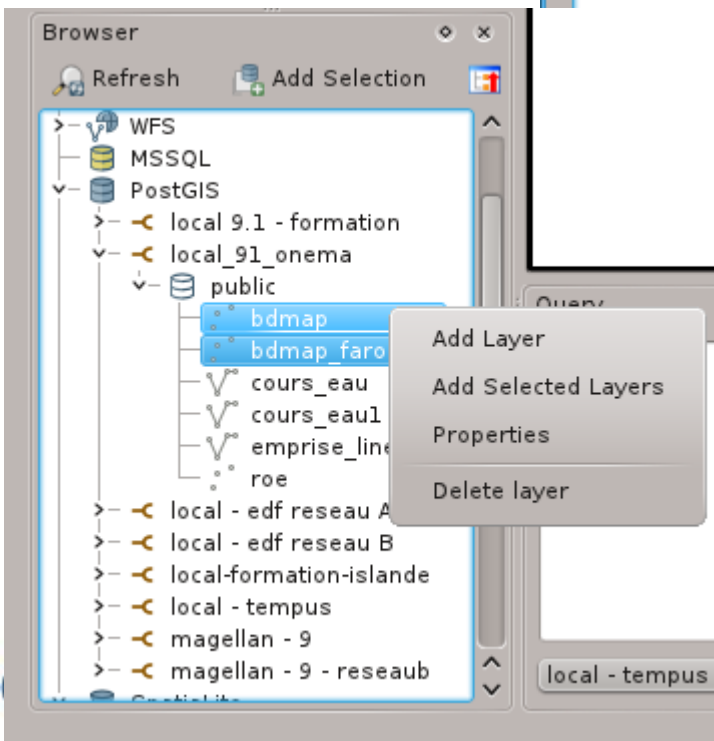 Browser
Refresh Add Selection
WFS
MSSQL
PostGIS
local 9.1 - formation
local_91_onema
public
bdmap
bdmap_faro
cours_eau
cours_eau1
emprise_line
roe
local - edf reseau A
local - edf reseau B
local-formation-islande
local - tempus
magellan - 9
magellan - 9 - reseaub
SpatiaLite
Query
Add Layer
Add Selected Layers
Properties
Delete layer
local - tempus